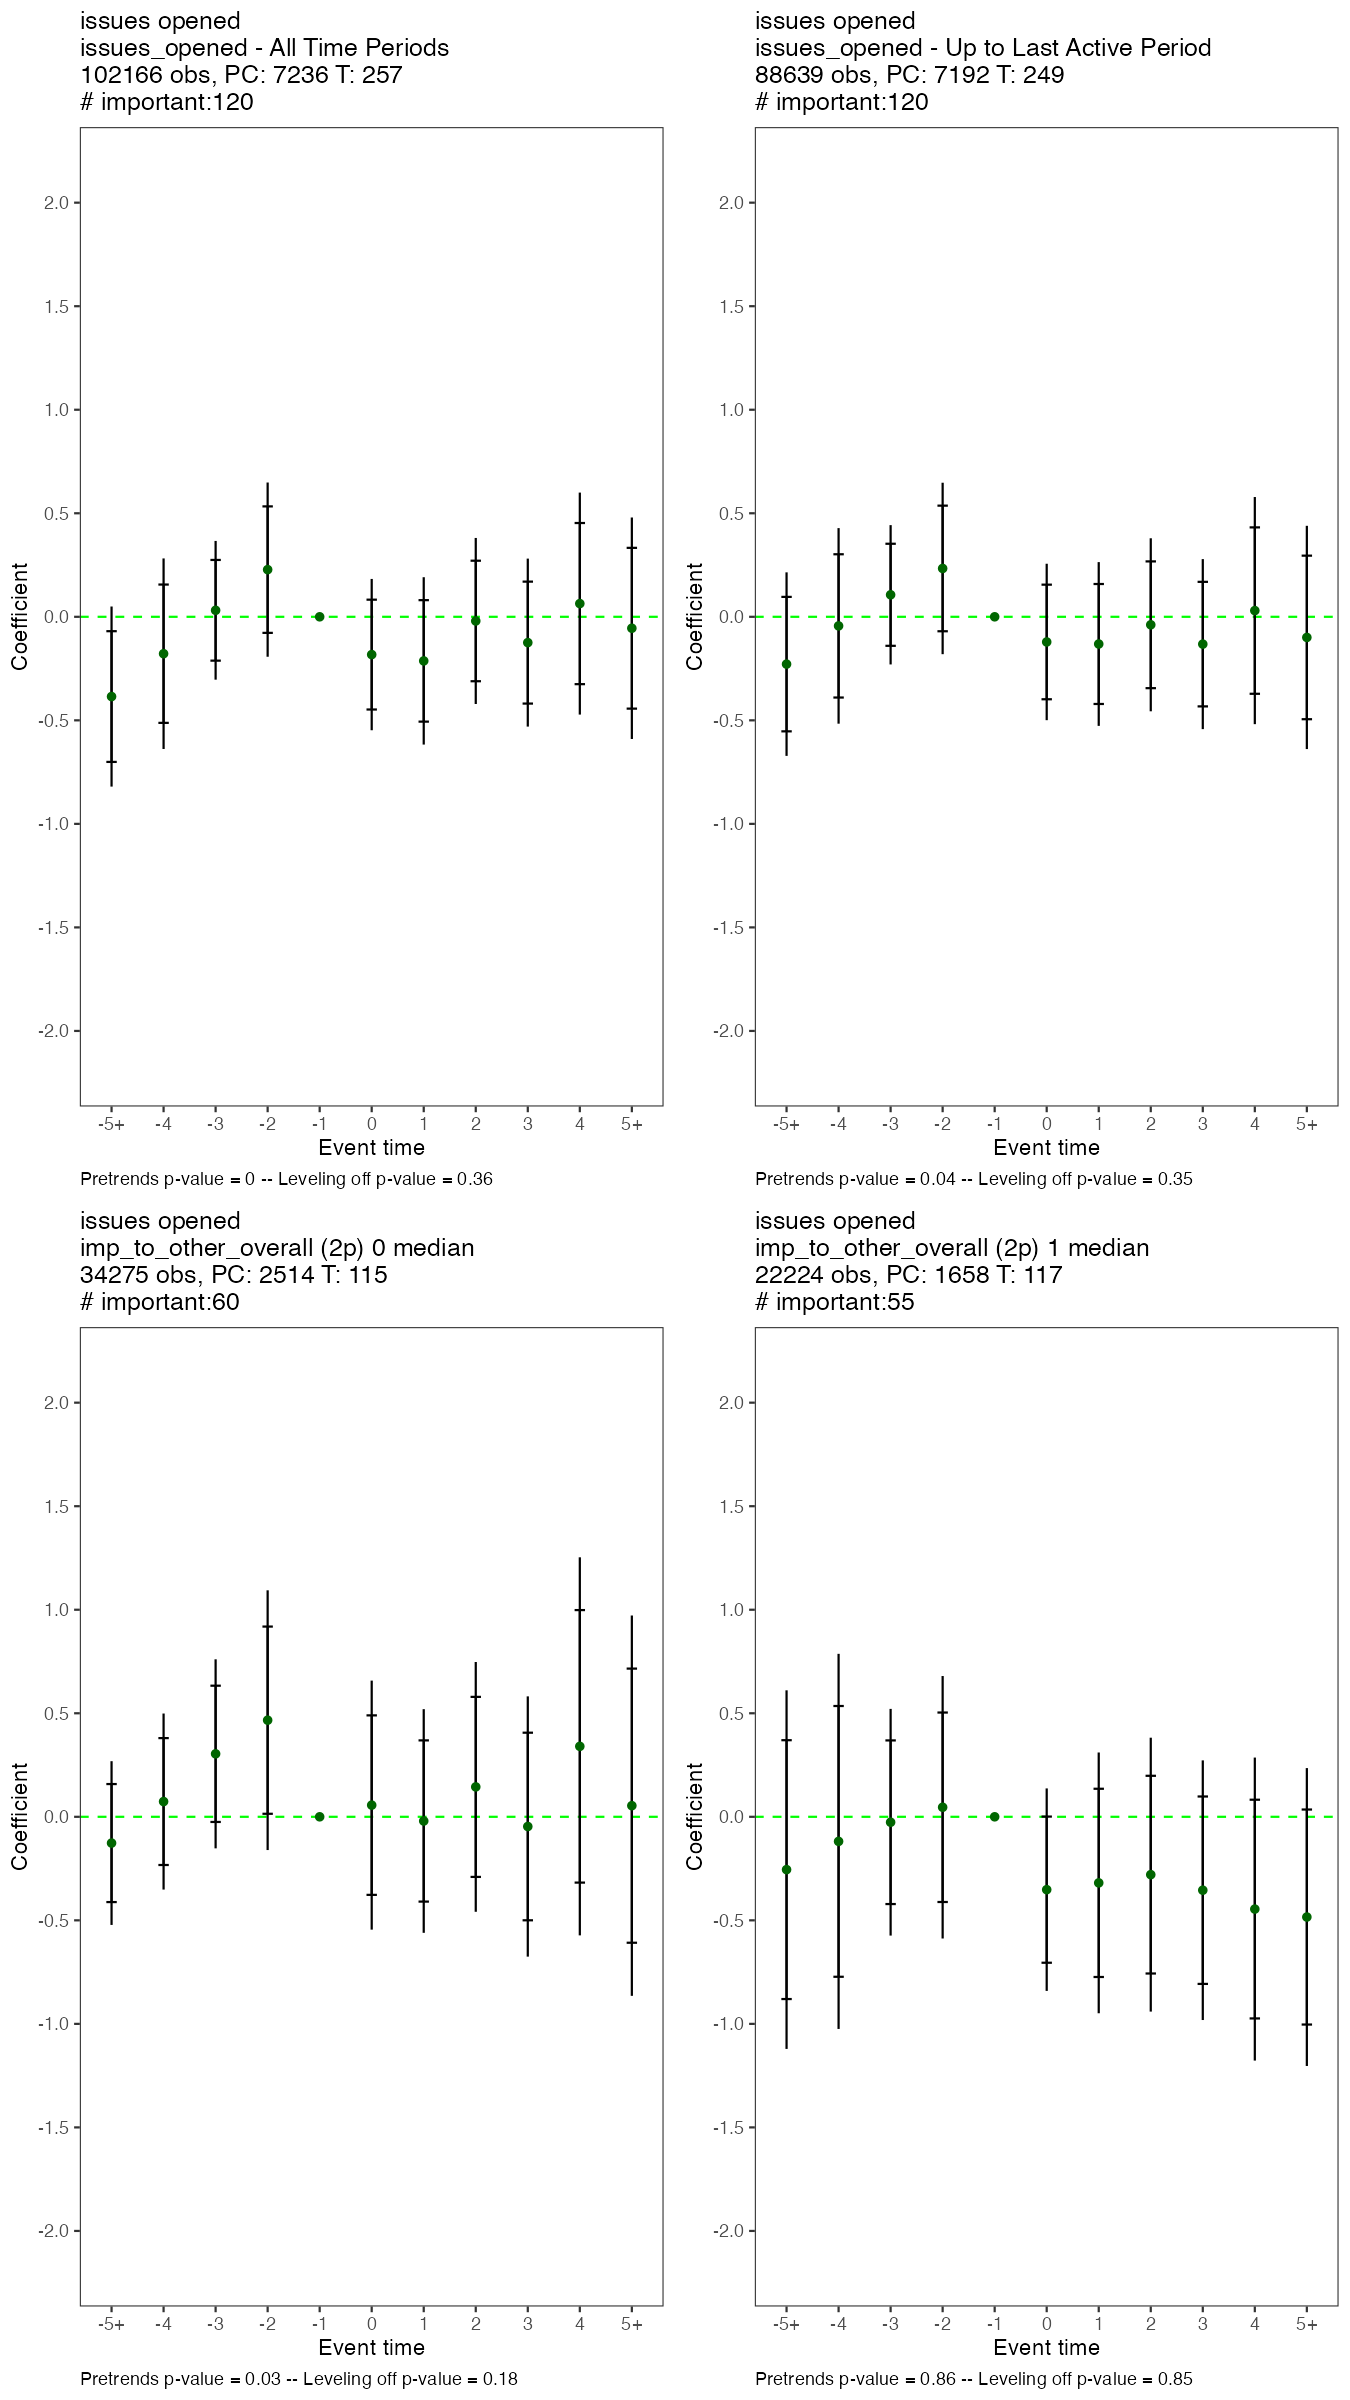 issues opened
issues_opened - All Time Periods
102166 obs, PC: 7236 T: 257
# important:120
2.0
1.5
1.0
0.5
0.0
-0.5
-1.0
-1.5
-2.0
Coefficient
-5+ -4 -3 -2 -1 0 1 2 3 4 5+
Event time
Pretrends p-value = 0 -- Leveling off p-value = 0.36
issues opened
issues_opened - Up to Last Active Period
88639 obs, PC: 7192 T: 249
# important:120
2.0
1.5
1.0
0.5
0.0
-0.5
-1.0
-1.5
-2.0
Coefficient
-5+ -4 -3 -2 -1 0 1 2 3 4 5+
Event time
Pretrends p-value = 0.04 -- Leveling off p-value = 0.35
issues opened
imp_to_other_overall (2p) 0 median
34275 obs, PC: 2514 T: 115
# important:60
2.0
1.5
1.0
0.5
0.0
-0.5
-1.0
-1.5
-2.0
Coefficient
-5+ -4 -3 -2 -1 0 1 2 3 4 5+
Event time
Pretrends p-value = 0.03 -- Leveling off p-value = 0.18
issues opened
imp_to_other_overall (2p) 1 median
22224 obs, PC: 1658 T: 117
# important:55
2.0
1.5
1.0
0.5
0.0
-0.5
-1.0
-1.5
-2.0
Coefficient
-5+ -4 -3 -2 -1 0 1 2 3 4 5+
Event time
Pretrends p-value = 0.86 -- Leveling off p-value = 0.85